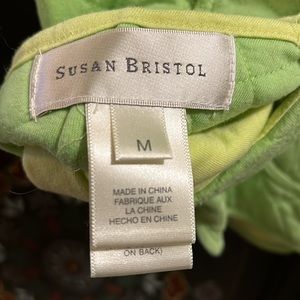 SUSAN BRISTOL
M
MADE IN CHINA
FABRIQUE AUX
LA CHINE
HECHO EN CHINE
ON BACK)